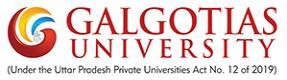 GALGOTIAS
UNIVERSITY
(Under the Uttar Pradesh Private Universities Act No. 12 of 2019)